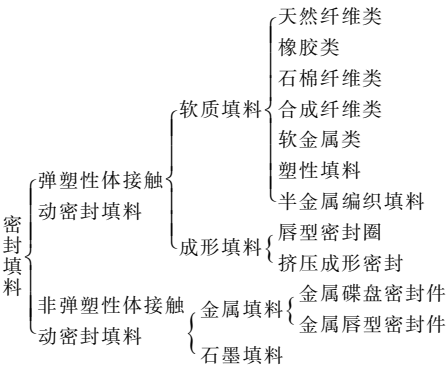 天然纤维类
橡胶类
石棉纤维类
软质填料
合成纤维类
软金属类
塑性填料
半金属编织填料
弹塑性体接触
动密封填料
成形填料
唇型密封圈
挤压成形密封
密封填料
非弹塑性体接触
动密封填料
金属填料
金属碟盘密封件
金属唇型密封件
石墨填料